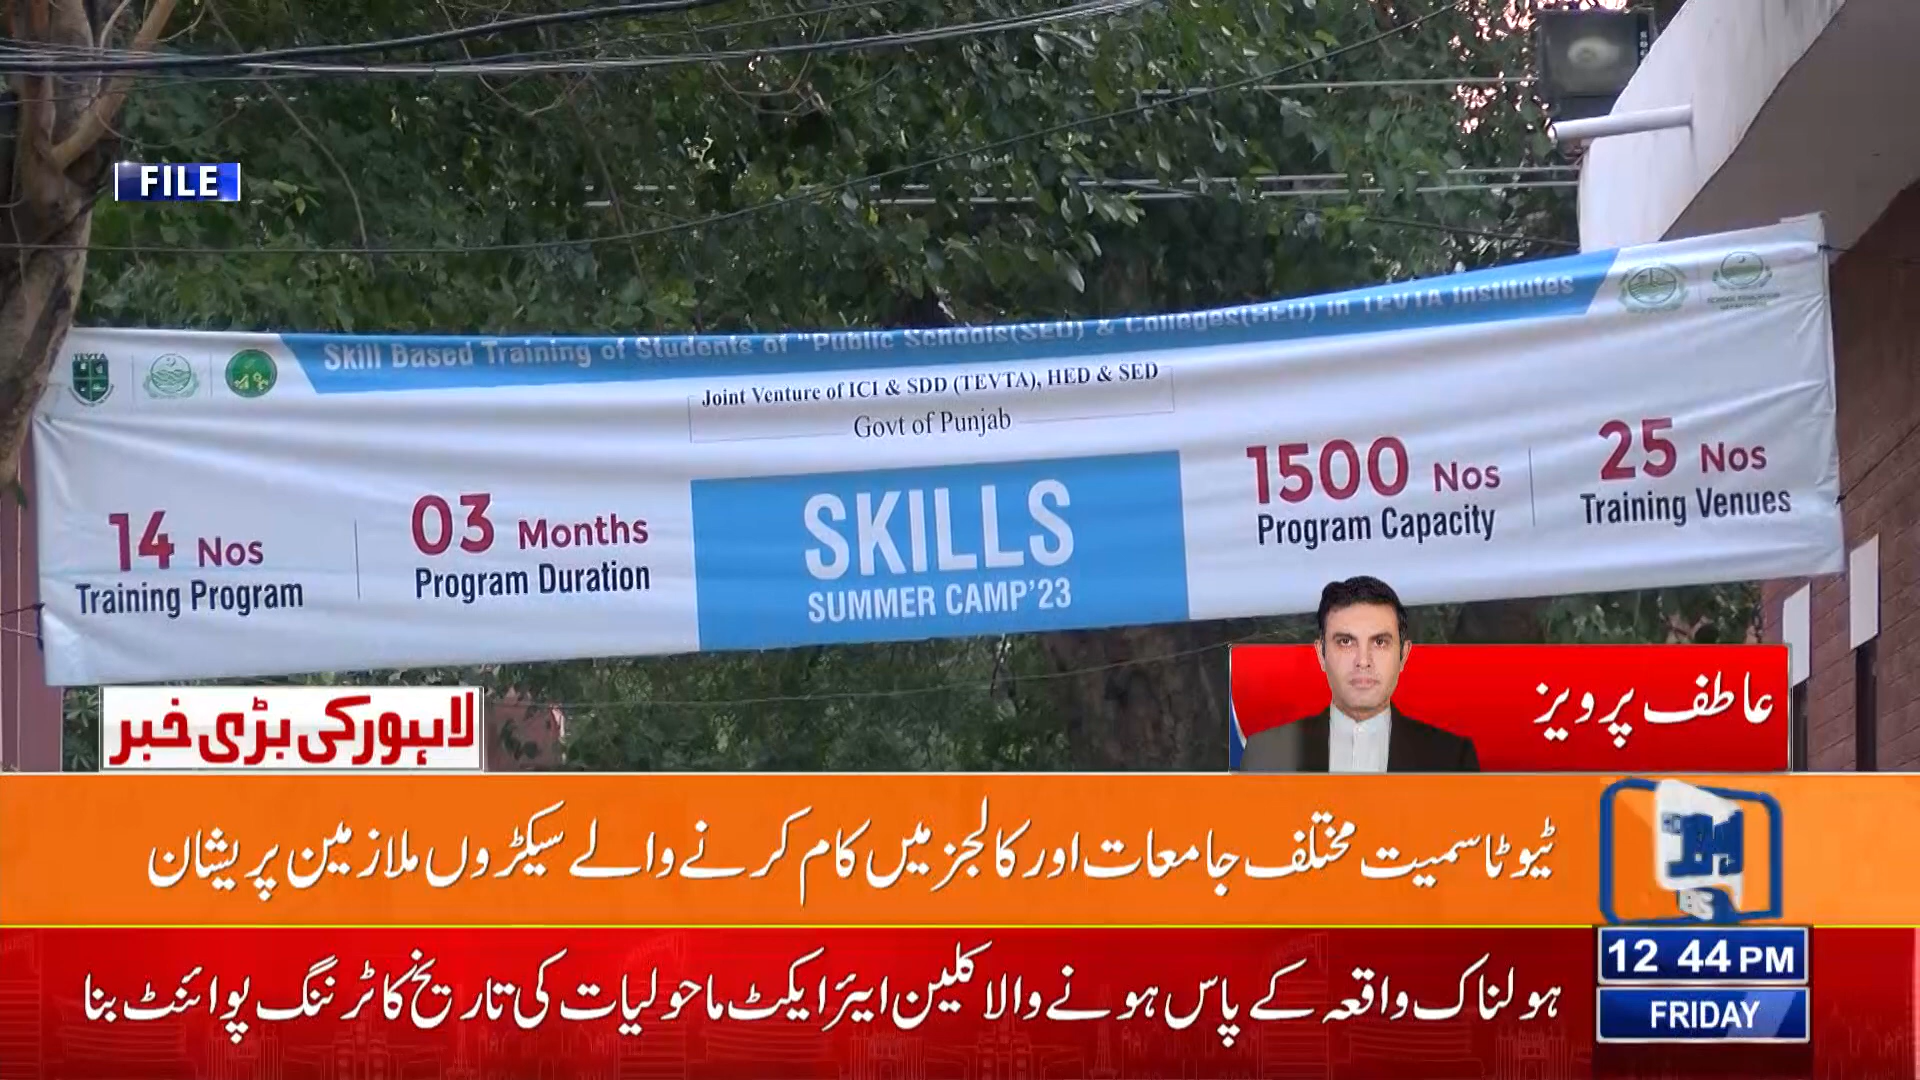 FILE
Skill Based Training of Students of "Public Schools(SED) & Colleges(HED) in TEVTA Institutes
TEVTA
Joint Venture of ICI & SDD (TEVTA), HED & SED
Govt of Punjab
14 Nos
Training Program
03 Months
Program Duration
SKILLS
SUMMER CAMP'23
1500 Nos
Program Capacity
25 Nos
Training Venues
عاطف پرویز
لاہور کی بڑی خبر
ٹیوٹا سمیت مختلف جامعات اور کالجز میں کام کرنے والے سیکڑوں ملازمین پریشان
ہولناک واقعہ کے پاس ہونے والا کلین ایئر ایکٹ ماحولیات کی تاریخ کا ٹرننگ پوائنٹ بنا
12 44 PM
FRIDAY